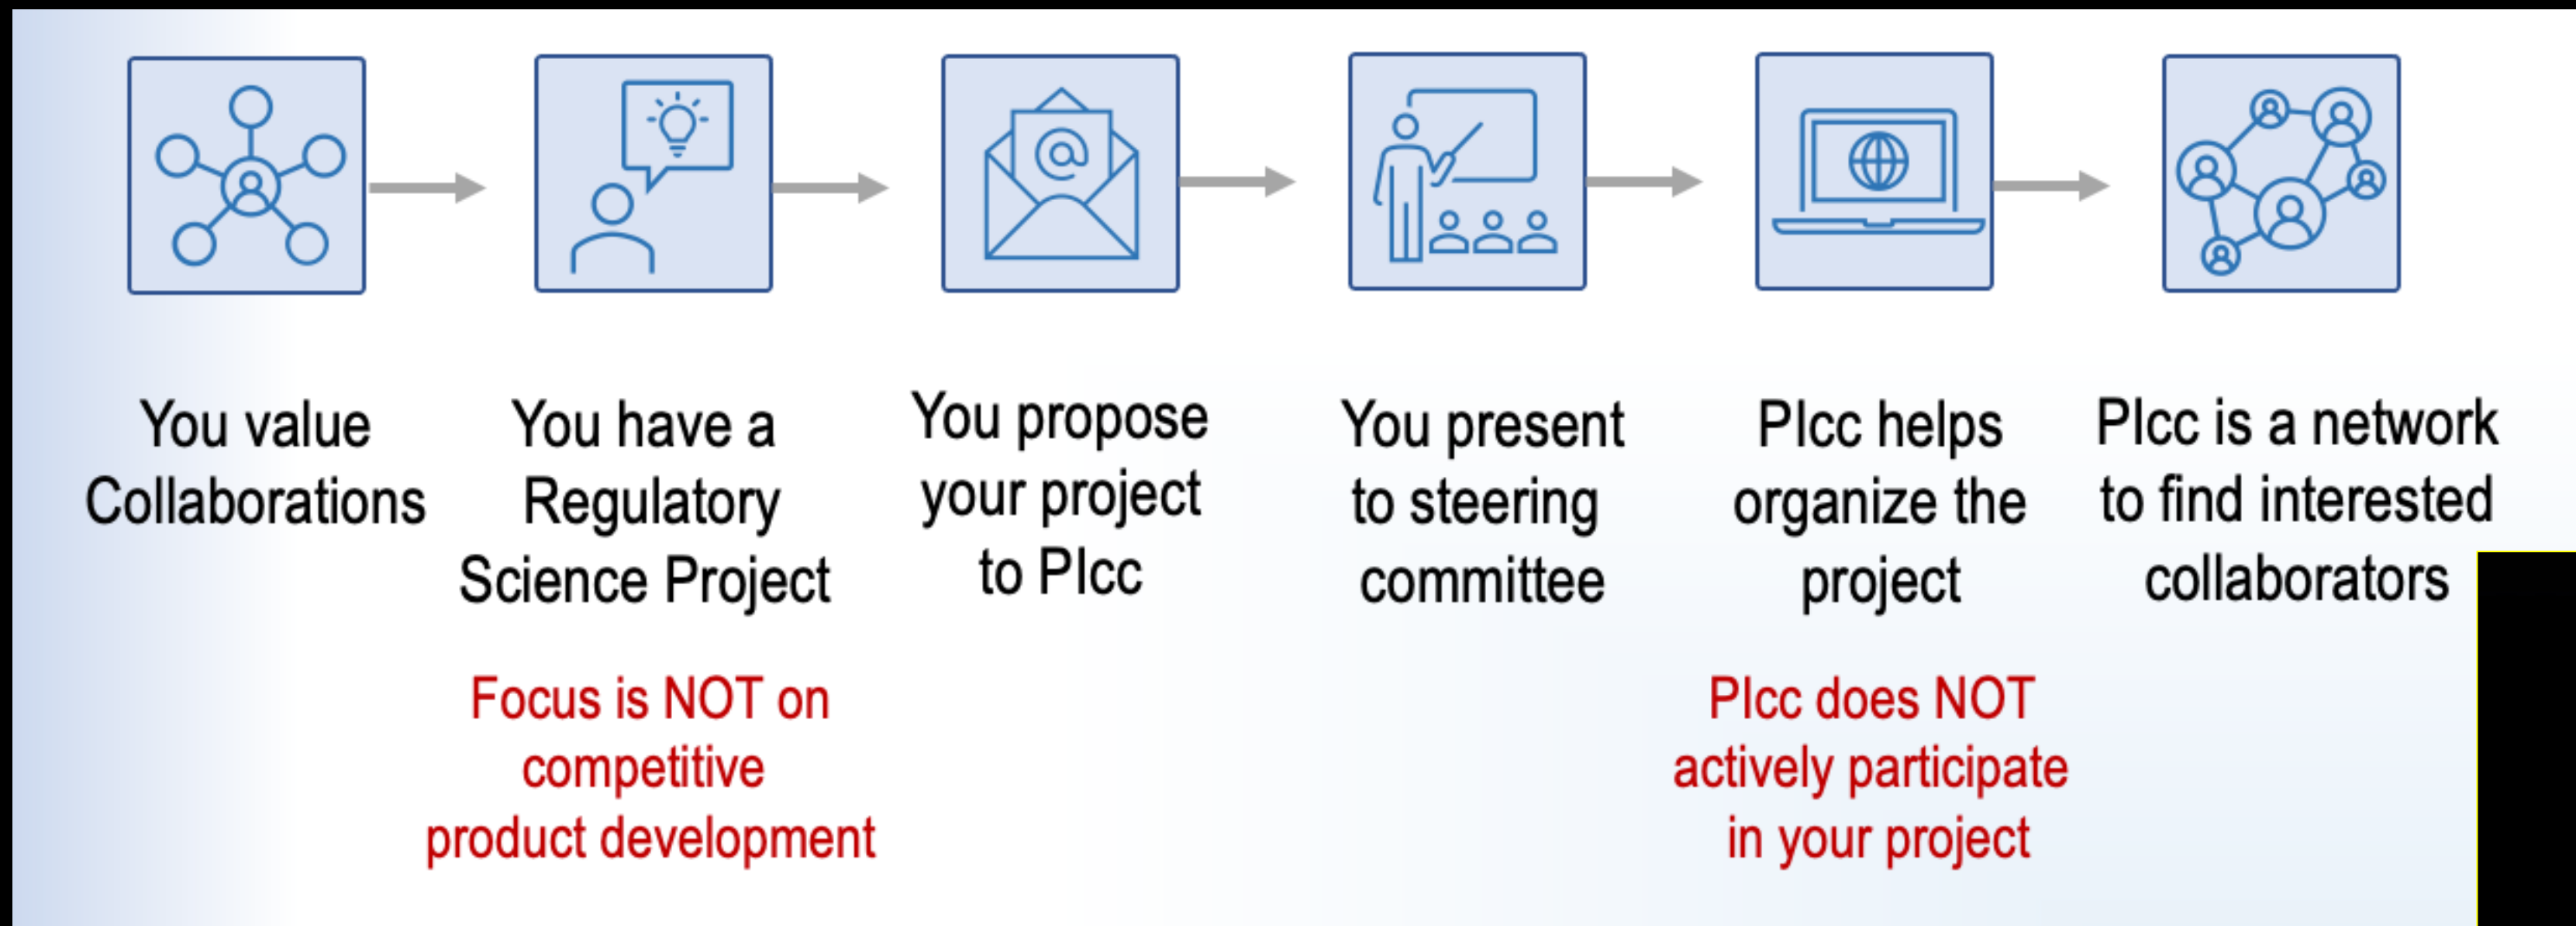 You value
Collaborations
You have a
Regulatory
Science Project
Focus is NOT on
competitive
product development
You propose
your project
to PIcc
You present
to steering
committee
PIcc helps
organize the
project
PIcc does NOT
actively participate
in your project
PIcc is a network
to find interested
collaborators
@